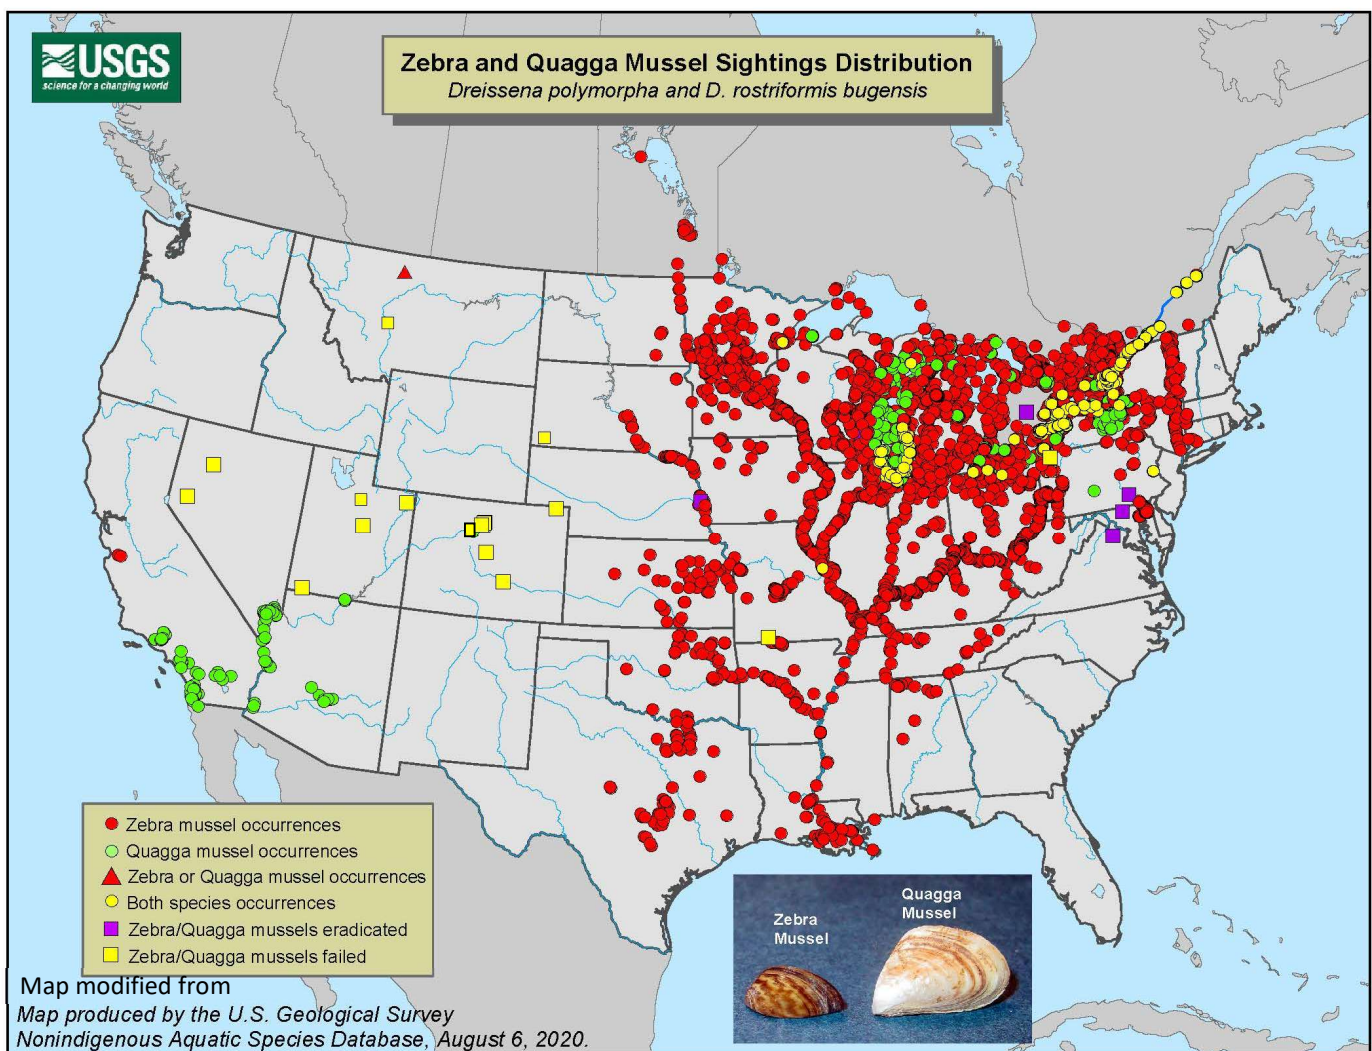 USGS
science for a changing world
Zebra and Quagga Mussel Sightings Distribution
Dreissena polymorpha and D. rostriformis bugensis
Zebra mussel occurrences
Quagga mussel occurrences
Zebra or Quagga mussel occurrences
Both species occurrences
Zebra/Quagga mussels eradicated
Zebra/Quagga mussels failed
Zebra
Mussel
Quagga
Mussel
Map modified from
Map produced by the U.S. Geological Survey
Nonindigenous Aquatic Species Database, August 6, 2020.